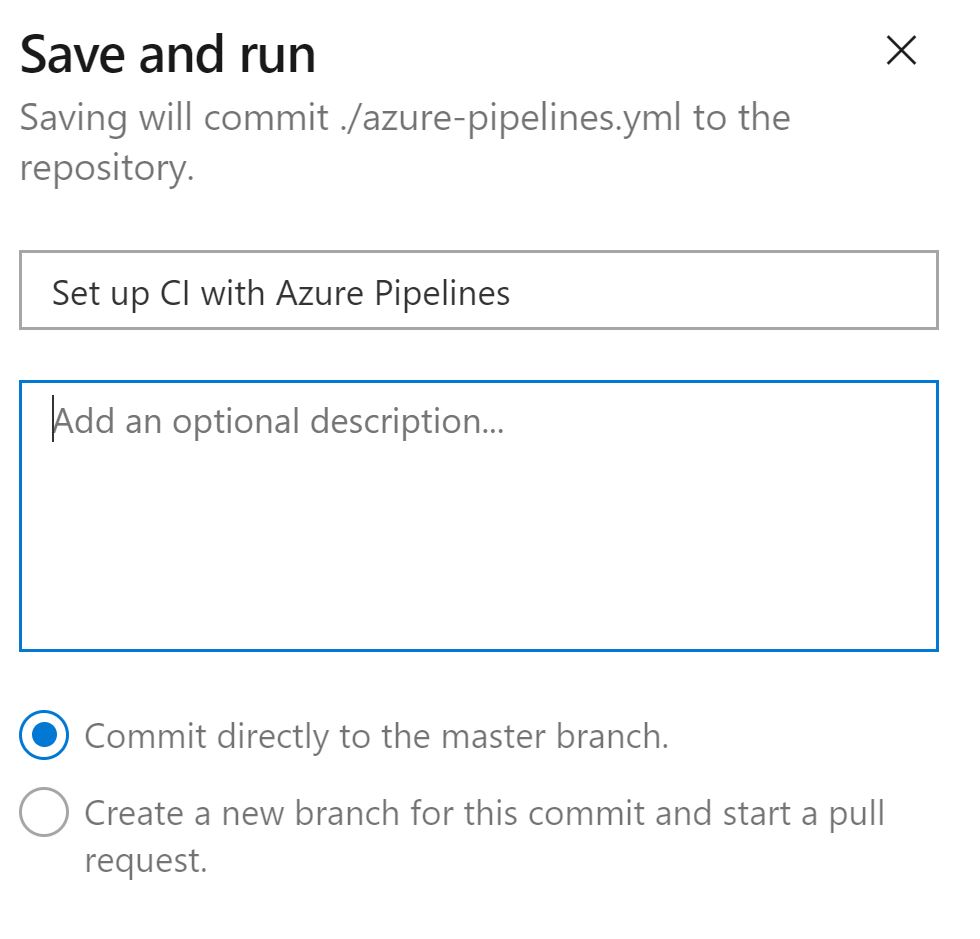 Save and run
Saving will commit ./azure-pipelines.yml to the
repository.
Set up CI with Azure Pipelines
Add an optional description...
Commit directly to the master branch.
Create a new branch for this commit and start a pull
request.